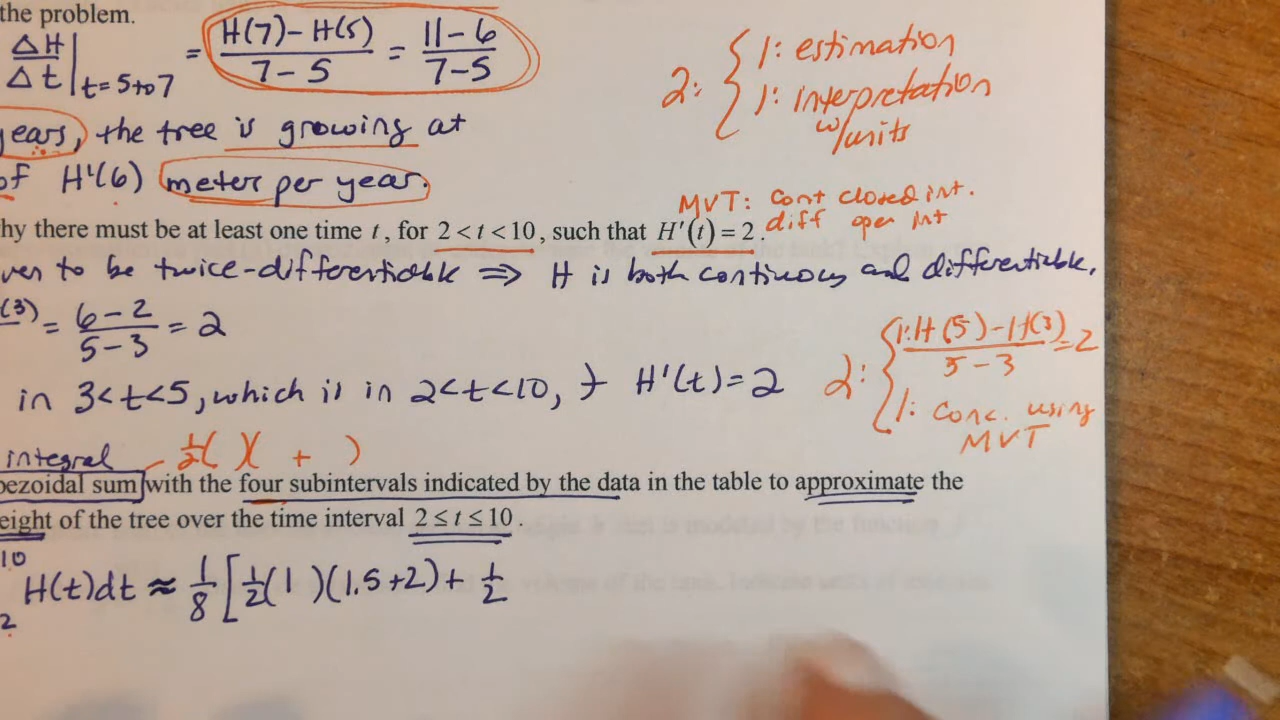 the problem.
ΔH/Δt | t=5to7 = H(7)-H(5)/7-5 = 11-6/7-5
2: { 1: estimation
1: interpretation
w/units
years, the tree is growing at
of H'(6) meter per year.
MVT: cont closed int.
diff open int
hy there must be at least one time t, for 2 < t < 10, such that H′(t) = 2.
ven to be twice-differentiable ⇒ H is both continuous and differentiable.
(3) = 6-2/5-3 = 2
2: { 1: H(5)-H(3)/5-3 = 2
1: conc. using
MVT
in 3<t<5, which is in 2<t<10, ∃ H'(t)=2
integral 1/2( )( + )
pezoidal sum with the four subintervals indicated by the data in the table to approximate the
eight of the tree over the time interval 2 ≤ t ≤ 10.
10
H(t)dt ≈ 1/8 [ 1/2(1 )(1.5+2)+ 1/2
2